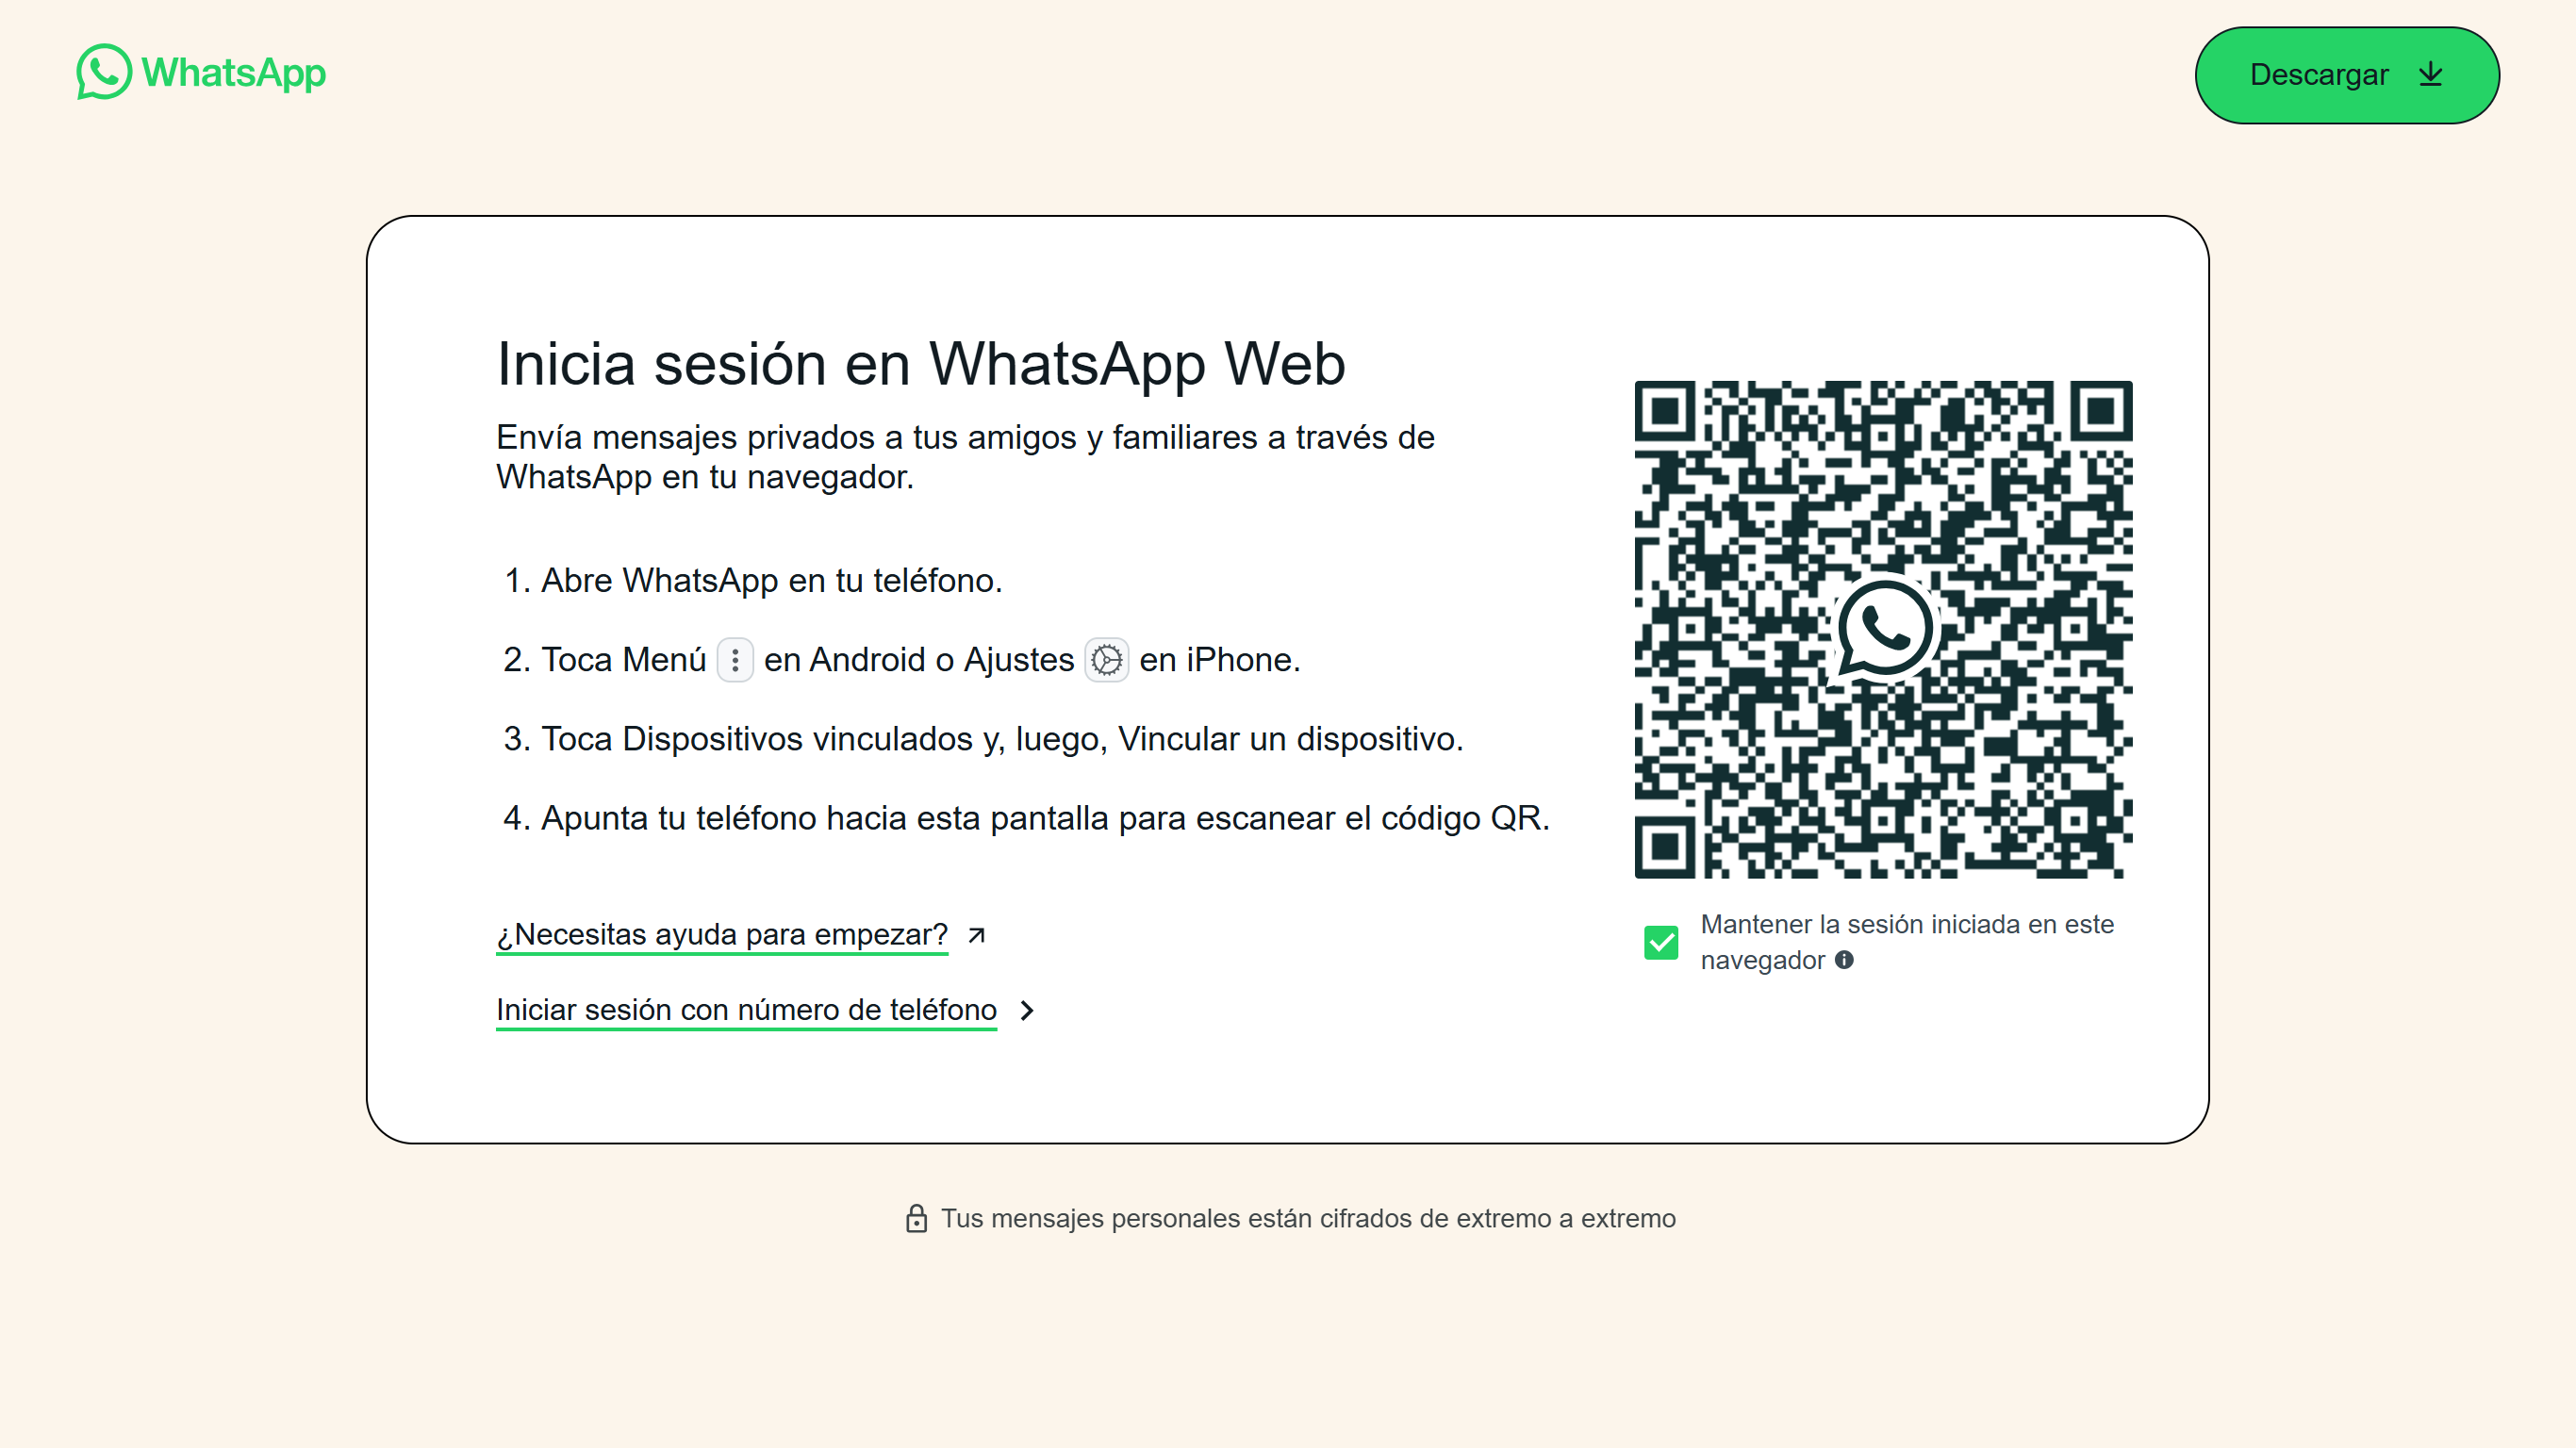 WhatsApp
Descargar
Inicia sesión en WhatsApp Web
Envía mensajes privados a tus amigos y familiares a través de
WhatsApp en tu navegador.
1. Abre WhatsApp en tu teléfono.
2. Toca Menú en Android o Ajustes en iPhone.
3. Toca Dispositivos vinculados y, luego, Vincular un dispositivo.
4. Apunta tu teléfono hacia esta pantalla para escanear el código QR.
¿Necesitas ayuda para empezar?
Iniciar sesión con número de teléfono
Mantener la sesión iniciada en este
navegador
Tus mensajes personales están cifrados de extremo a extremo